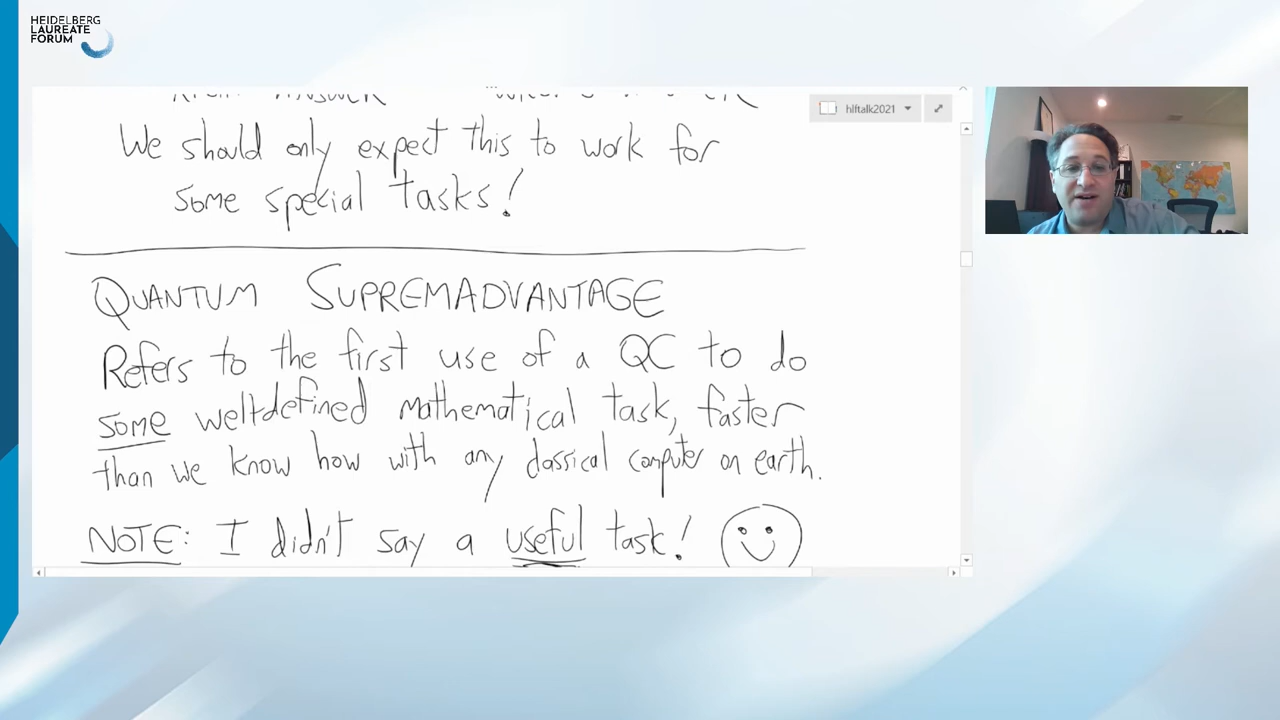 HEIDELBERG
LAUREATE
FORUM
hlftalk2021
We should only expect this to work for
some special tasks!
QUANTUM SUPREMADVANTAGE
Refers to the first use of a QC to do
some well-defined mathematical task, faster
than we know how with any classical computer on earth.
NOTE: I didn't say a useful task!